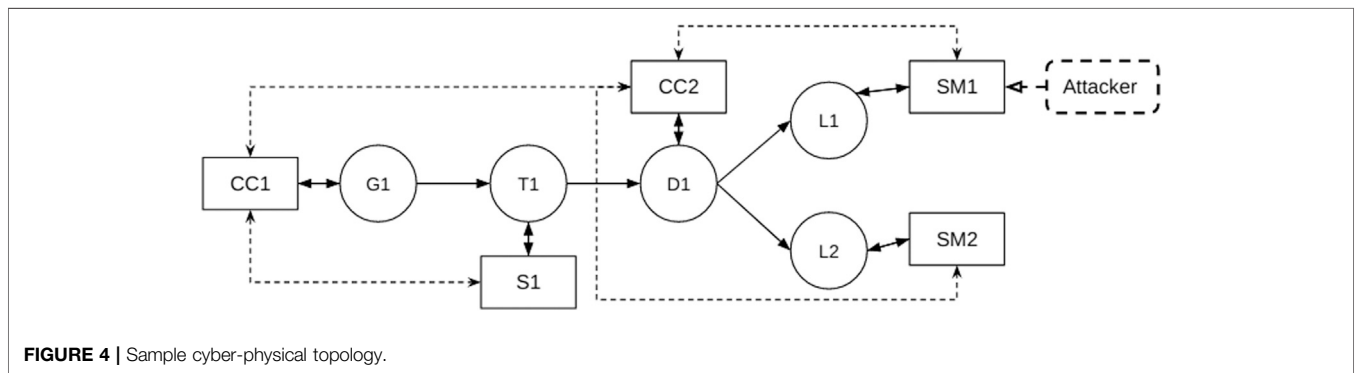 CC2
SM1
Attacker
L1
CC1
G1
T1
D1
L2
SM2
S1
FIGURE 4 | Sample cyber-physical topology.